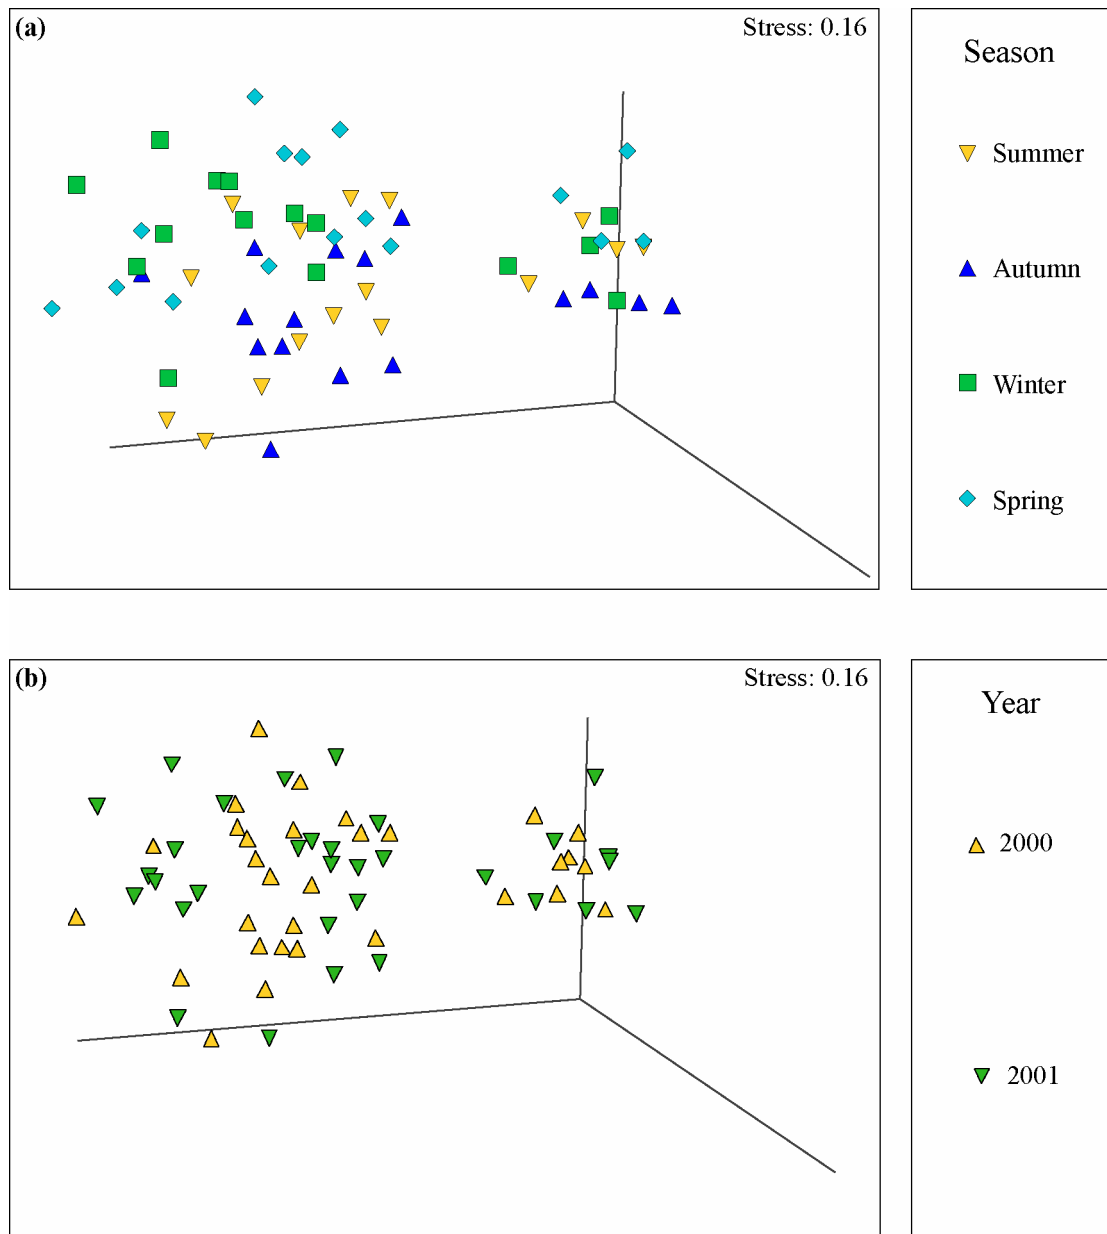 (a)
Stress: 0.16
Season
Summer
Autumn
Winter
Spring
(b)
Stress: 0.16
Year
2000
2001